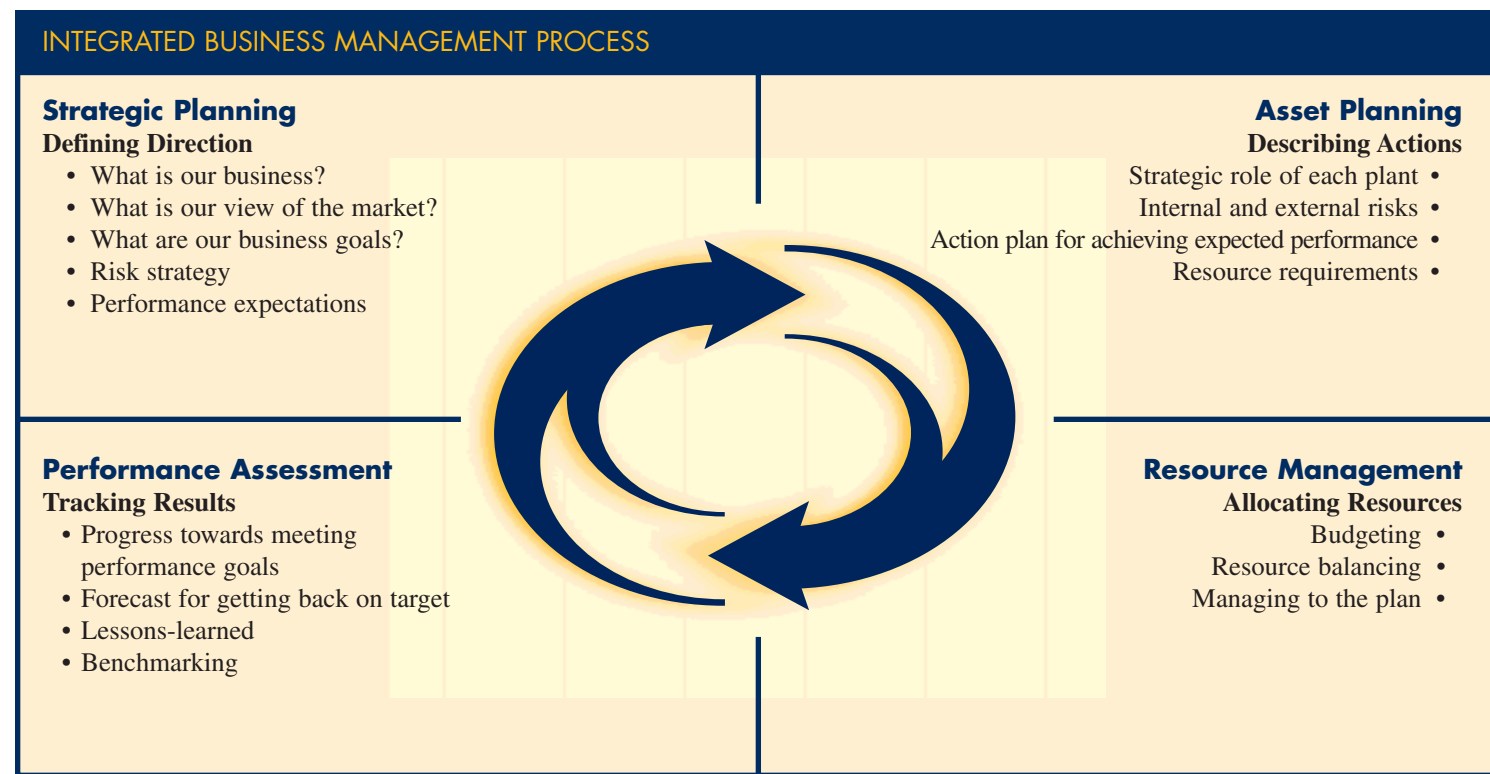 INTEGRATED BUSINESS MANAGEMENT PROCESS
Strategic Planning
Defining Direction
• What is our business?
• What is our view of the market?
• What are our business goals?
• Risk strategy
• Performance expectations
Asset Planning
Describing Actions
Strategic role of each plant •
Internal and external risks •
Action plan for achieving expected performance •
Resource requirements •
Performance Assessment
Tracking Results
• Progress towards meeting
performance goals
• Forecast for getting back on target
• Lessons-learned
• Benchmarking
Resource Management
Allocating Resources
Budgeting •
Resource balancing •
Managing to the plan •